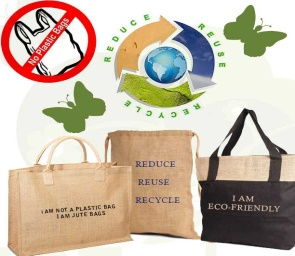 No Plastic Bags
REDUCE
REUSE
RECYCLE
I AM NOT A PLASTIC BAG
I AM JUTE BAGS
REDUCE
REUSE
RECYCLE
I AM
ECO-FRIENDLY